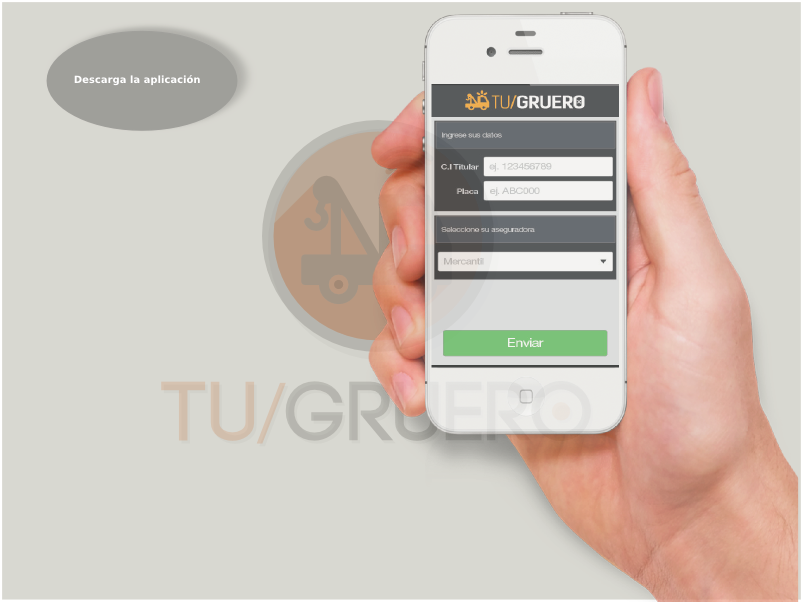 Descarga la aplicación
TU/GRUERO
Ingrese sus datos
C.I Titular ej. 123456789
Placa ej. ABC000
Seleccione su aseguradora
Mercantil
Enviar
TU/GRUERO